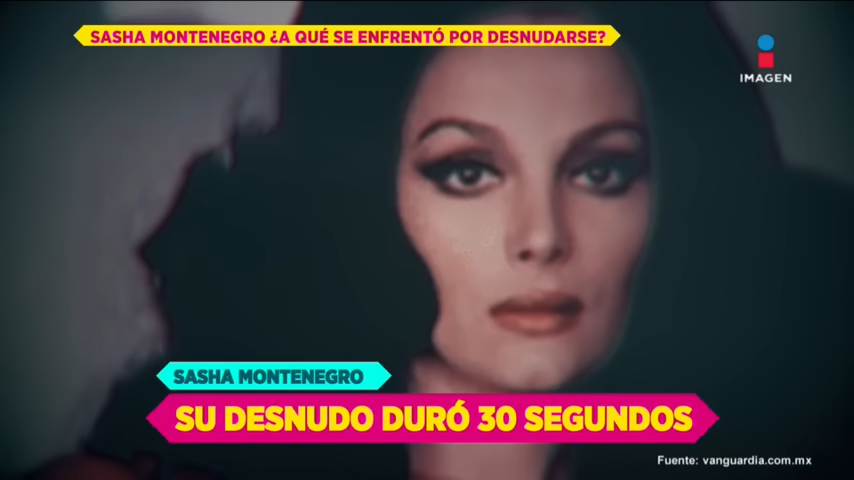 SASHA MONTENEGRO ¿A QUÉ SE ENFRENTÓ POR DESNUDARSE?
IMAGEN
SASHA MONTENEGRO
SU DESNUDO DURÓ 30 SEGUNDOS
Fuente: vanguardia.com.mx